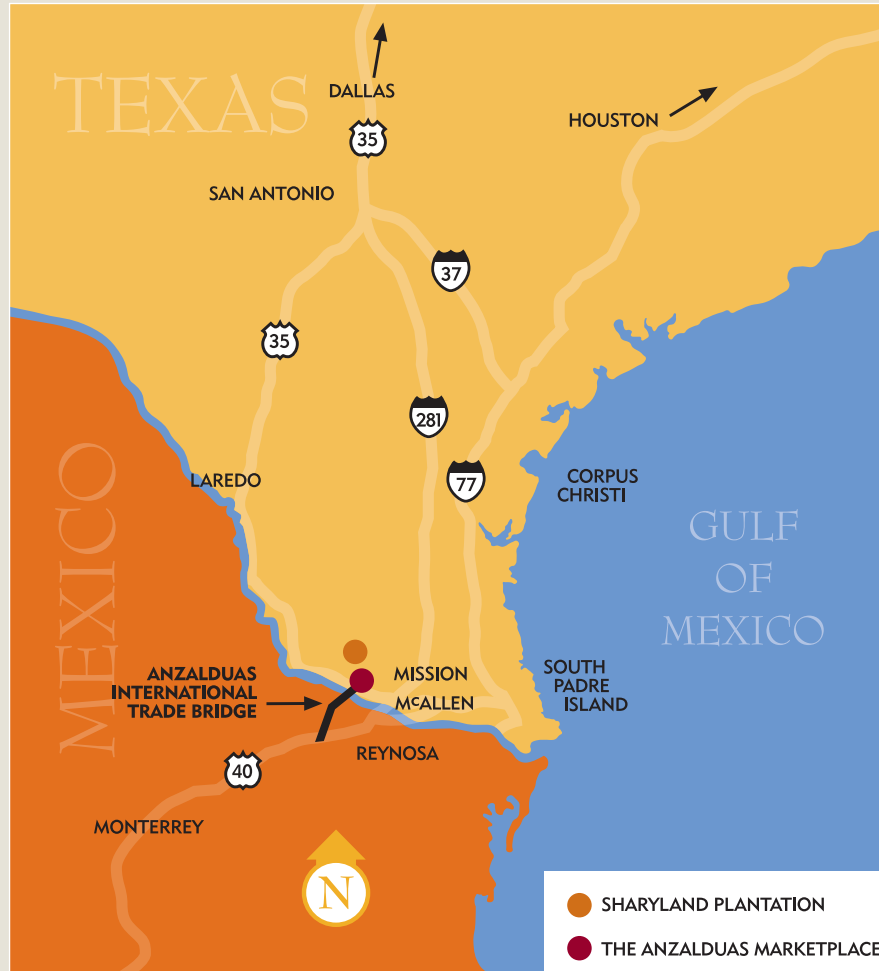 TEXAS
DALLAS
HOUSTON
35
SAN ANTONIO
37
35
281
LAREDO
77
CORPUS
CHRISTI
MEXICO
GULF
OF
MEXICO
ANZALDUAS
INTERNATIONAL
TRADE BRIDGE
MISSION
McALLEN
SOUTH
PADRE
ISLAND
REYNOSA
40
MONTERREY
N
SHARYLAND PLANTATION
THE ANZALDUAS MARKETPLACE